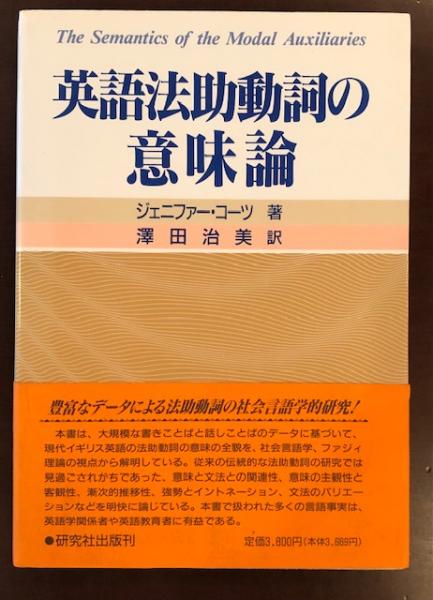 The Semantics of the Modal Auxiliaries
英語法助動詞の
意味論
ジェニファー・コーツ 著
澤田治美 訳
豊富なデータによる法助動詞の社会言語学的研究！
本書は、大規模な書きことばと話しことばのデータに基づいて、
現代イギリス英語の法助動詞の意味の全貌を、社会言語学、ファジィ
理論の視点から解明している。従来の伝統的な法助動詞の研究では
見過ごされがちであった、意味と文法との関連性、意味の主観性と
客観性、漸次的推移性、強勢とイントネーション、文法のバリエー
ションなどを明快に論じている。本書で扱われた多くの言語事実は、
英語学関係者や英語教育者に有益である。
●研究社出版刊
定価3,800円(本体3,689円)